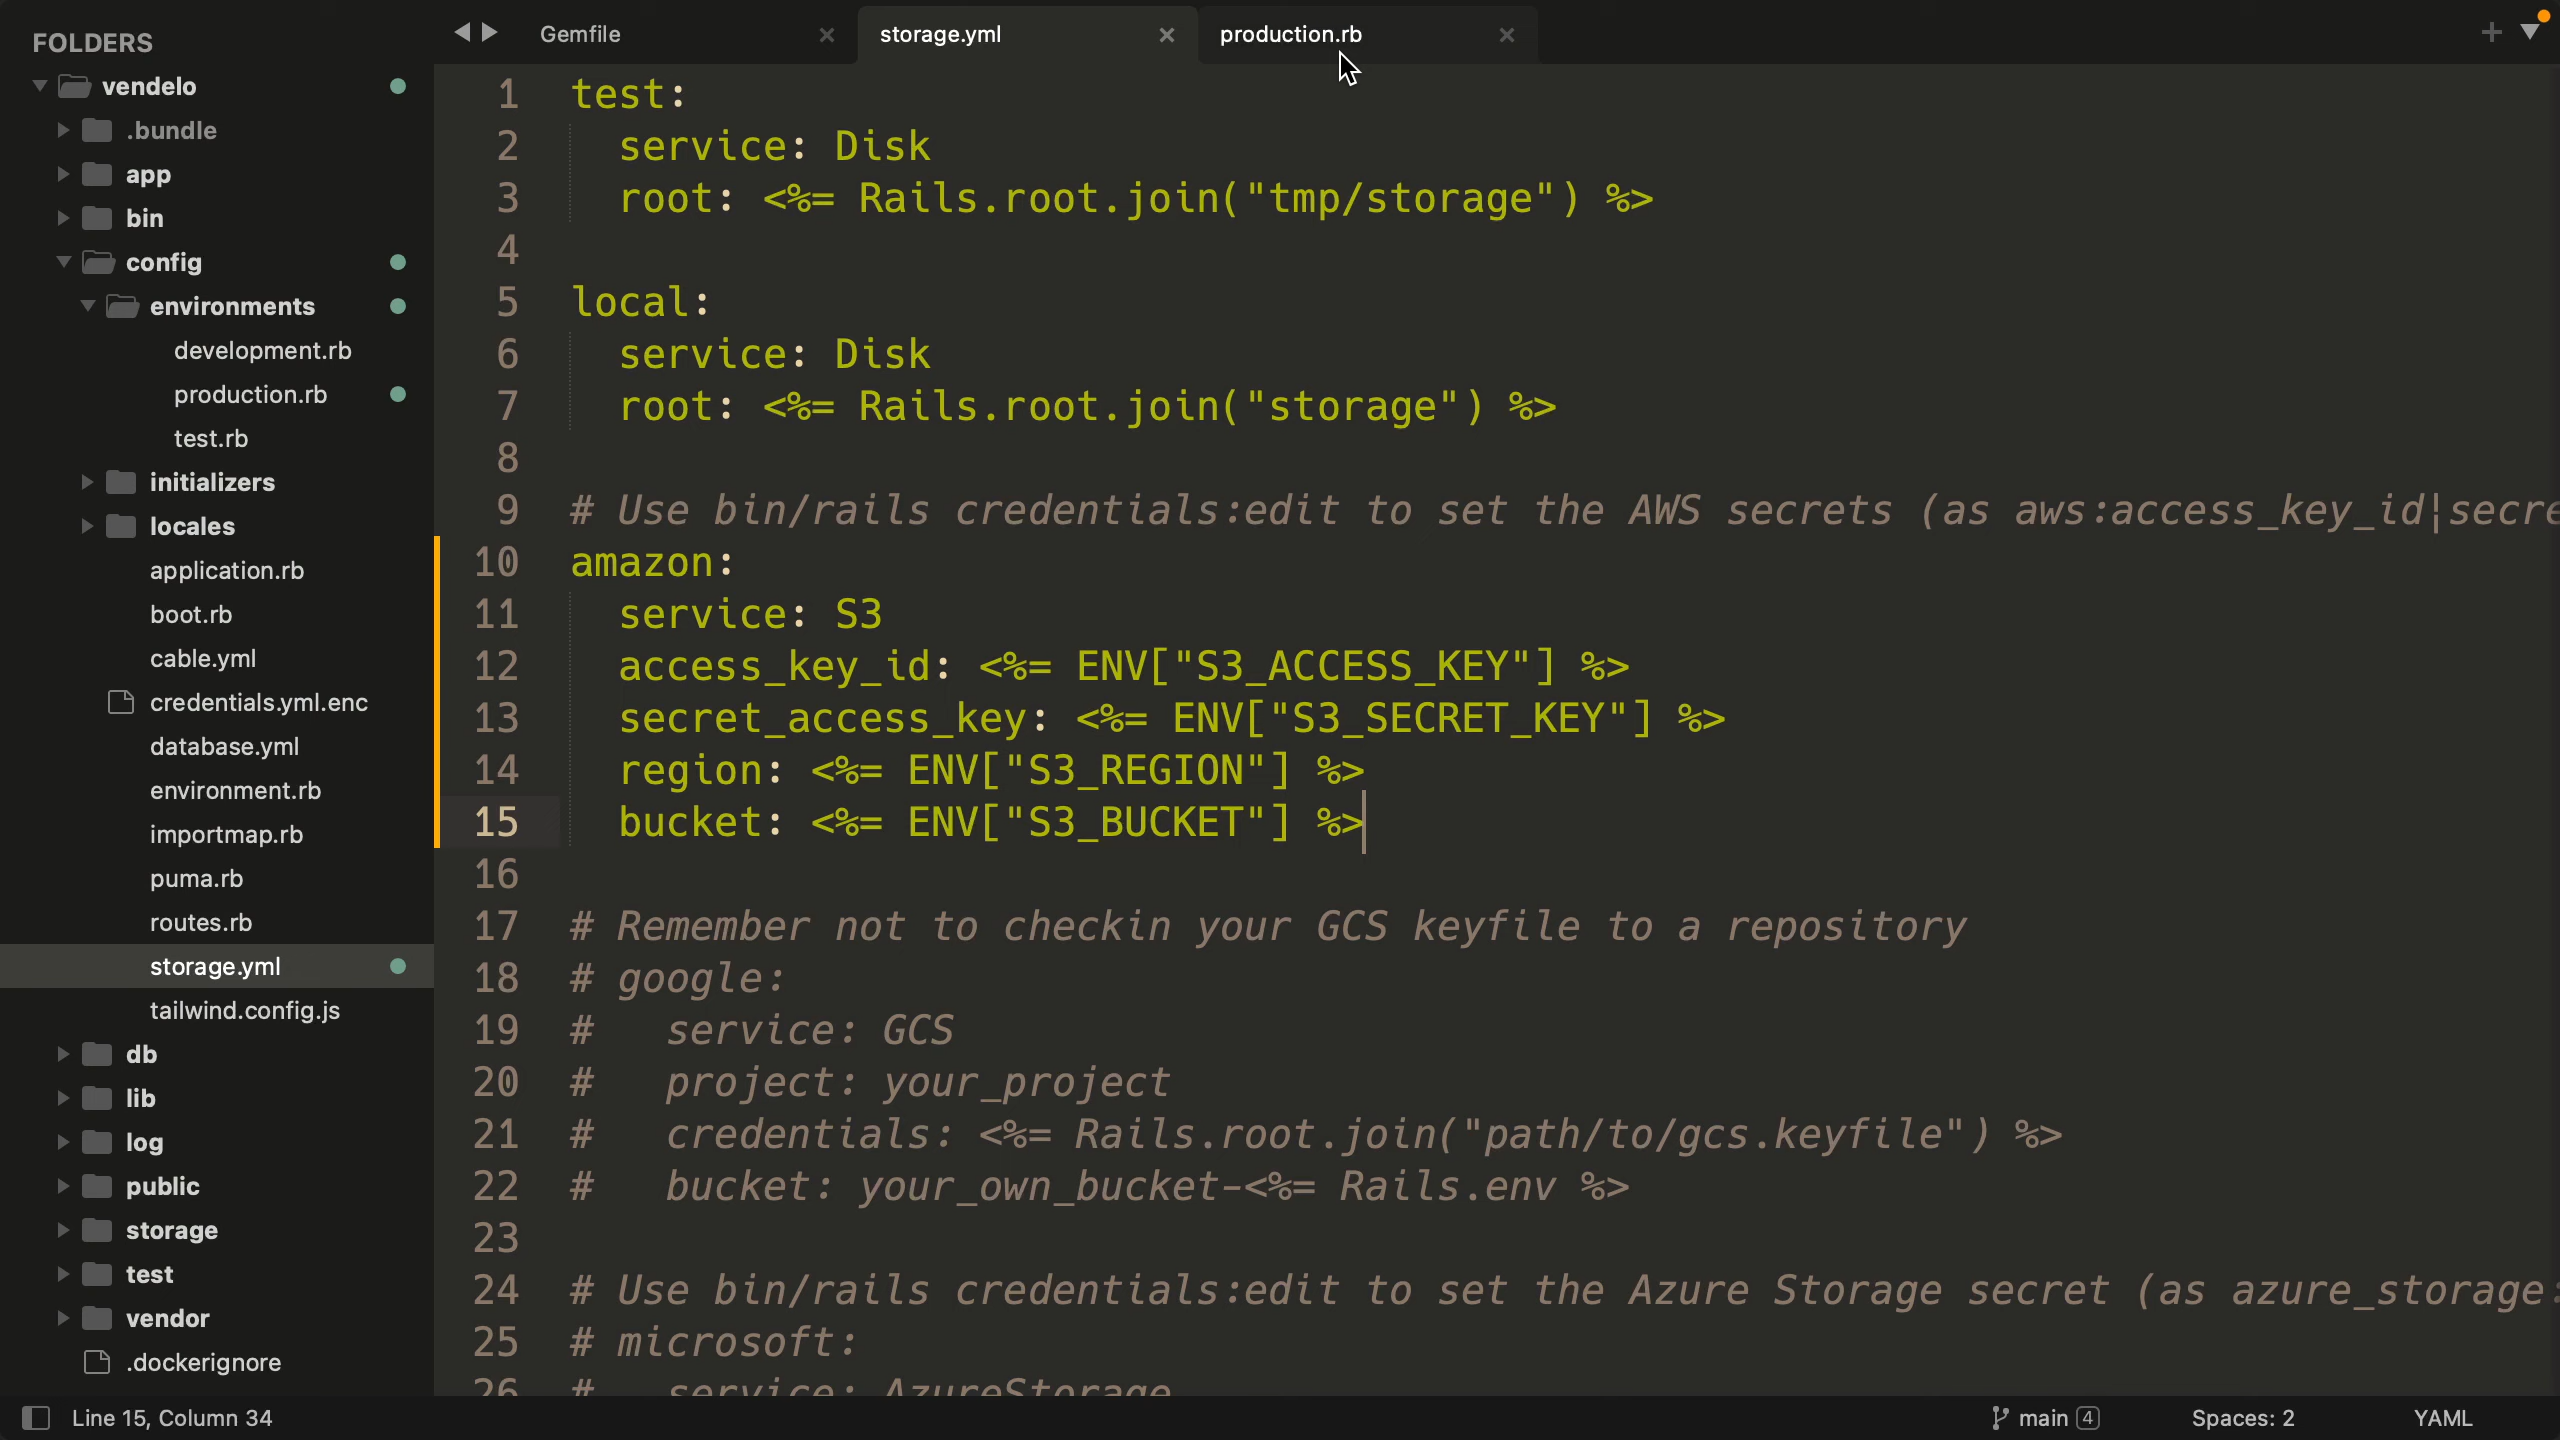 FOLDERS
vendelo
.bundle
app
bin
config
environments
development.rb
production.rb
test.rb
initializers
locales
application.rb
boot.rb
cable.yml
credentials.yml.enc
database.yml
environment.rb
importmap.rb
puma.rb
routes.rb
storage.yml
tailwind.config.js
db
lib
log
public
storage
test
vendor
.dockerignore
Gemfile
storage.yml
production.rb
1 test:
2   service: Disk
3   root: <%= Rails.root.join("tmp/storage") %>
4
5 local:
6   service: Disk
7   root: <%= Rails.root.join("storage") %>
8
9 # Use bin/rails credentials:edit to set the AWS secrets (as aws:access_key_id|secre
10 amazon:
11   service: S3
12   access_key_id: <%= ENV["S3_ACCESS_KEY"] %>
13   secret_access_key: <%= ENV["S3_SECRET_KEY"] %>
14   region: <%= ENV["S3_REGION"] %>
15   bucket: <%= ENV["S3_BUCKET"] %>
16
17 # Remember not to checkin your GCS keyfile to a repository
18 # google:
19 #   service: GCS
20 #   project: your_project
21 #   credentials: <%= Rails.root.join("path/to/gcs.keyfile") %>
22 #   bucket: your_own_bucket-<%= Rails.env %>
23
24 # Use bin/rails credentials:edit to set the Azure Storage secret (as azure_storage:
25 # microsoft:
26 #   service: AzureStorage
Line 15, Column 34
main 4
Spaces: 2
YAML